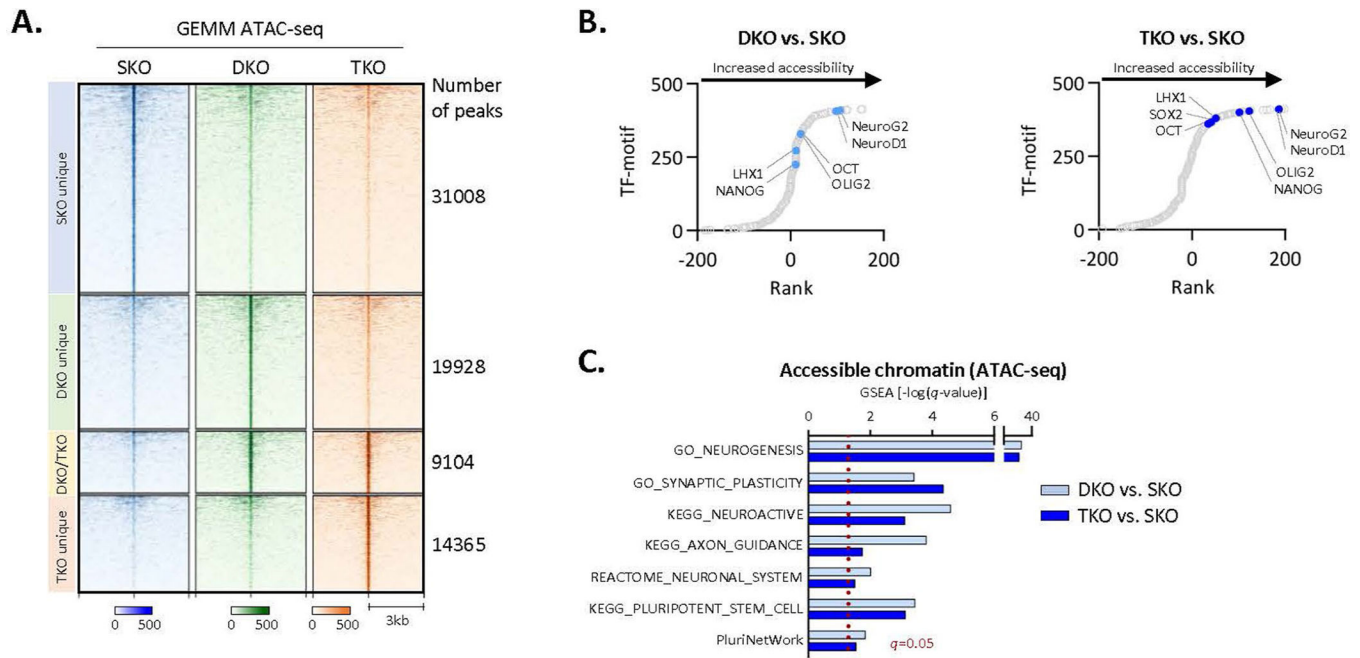 A.
GEMM ATAC-seq
SKO
DKO
TKO
Number
of peaks
SKO unique
31008
DKO unique
19928
DKO/TKO
9104
TKO unique
14365
0 500
0 500
0 500
3kb
B.
DKO vs. SKO
Increased accessibility
TF-motif
500
250
0
NeuroG2
NeuroD1
LHX1
NANOG
OCT
OLIG2
-200 0 200
Rank
TKO vs. SKO
Increased accessibility
TF-motif
500
250
0
LHX1
SOX2
OCT
NeuroG2
NeuroD1
OLIG2
NANOG
-200 0 200
Rank
C.
Accessible chromatin (ATAC-seq)
GSEA [-log(q-value)]
0 2 4 6 40
GO_NEUROGENESIS
GO_SYNAPTIC_PLASTICITY
KEGG_NEUROACTIVE
KEGG_AXON_GUIDANCE
REACTOME_NEURONAL_SYSTEM
KEGG_PLURIPOTENT_STEM_CELL
PluriNetWork
q=0.05
DKO vs. SKO
TKO vs. SKO